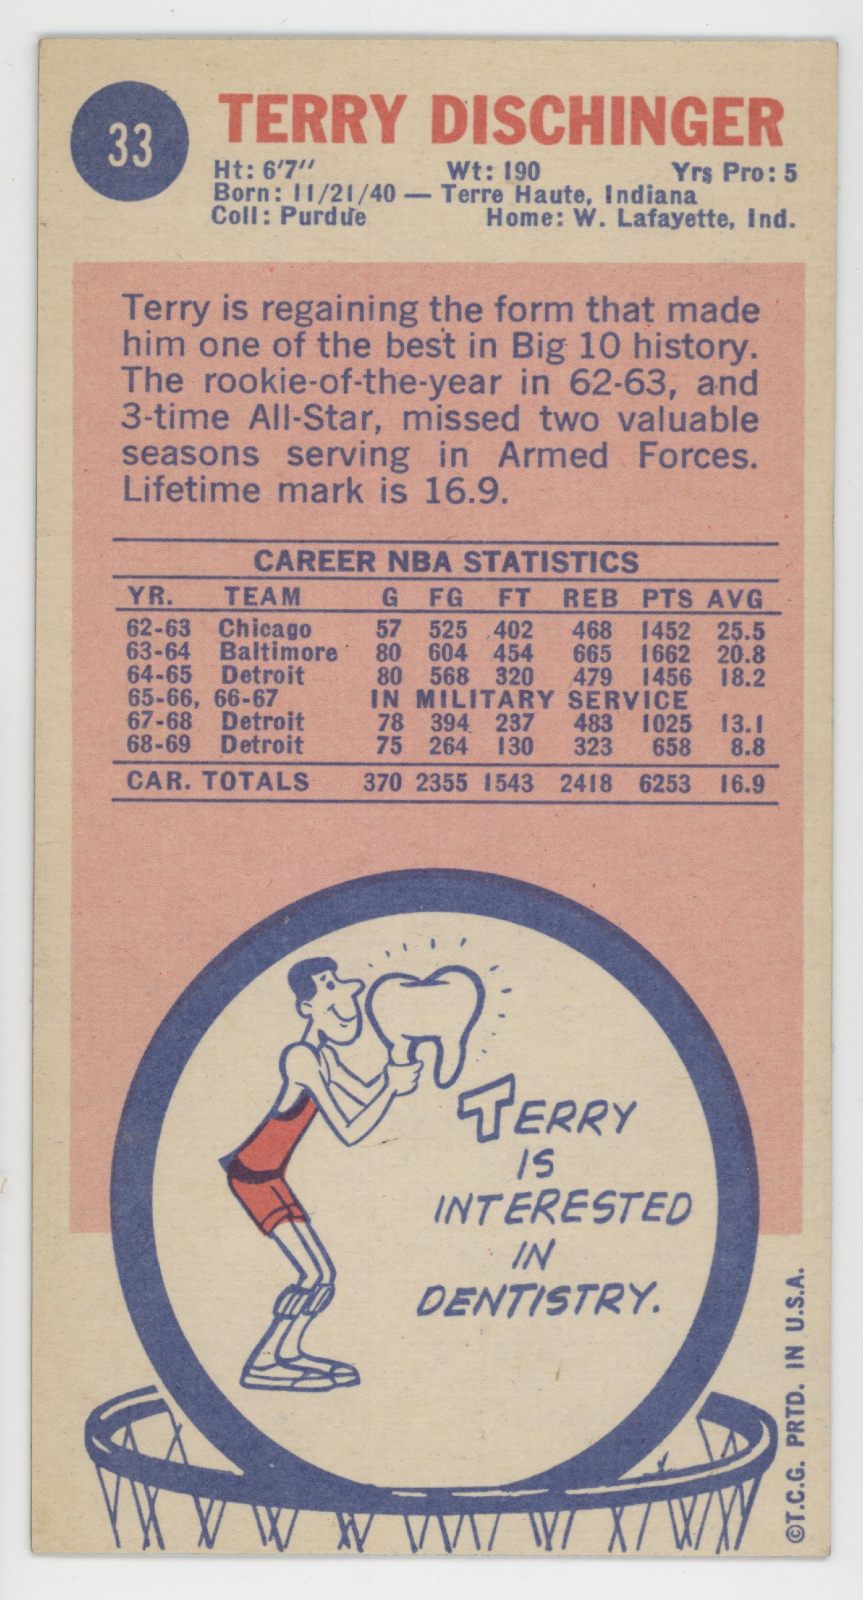 33
TERRY DISCHINGER
Ht: 6'7" Wt: 190 Yrs Pro: 5
Born: 11/21/40 — Terre Haute, Indiana
Coll: Purdue Home: W. Lafayette, Ind.
Terry is regaining the form that made
him one of the best in Big 10 history.
The rookie-of-the-year in 62-63, and
3-time All-Star, missed two valuable
seasons serving in Armed Forces.
Lifetime mark is 16.9.
CAREER NBA STATISTICS
YR. TEAM G FG FT REB PTS AVG
62-63 Chicago 57 525 402 468 1452 25.5
63-64 Baltimore 80 604 454 665 1662 20.8
64-65 Detroit 80 568 320 479 1456 18.2
65-66, 66-67 IN MILITARY SERVICE
67-68 Detroit 78 394 237 483 1025 13.1
68-69 Detroit 75 264 130 323 658 8.8
CAR. TOTALS 370 2355 1543 2418 6253 16.9
TERRY
IS
INTERESTED
IN
DENTISTRY.
©T.C.G. PRTD. IN U.S.A.